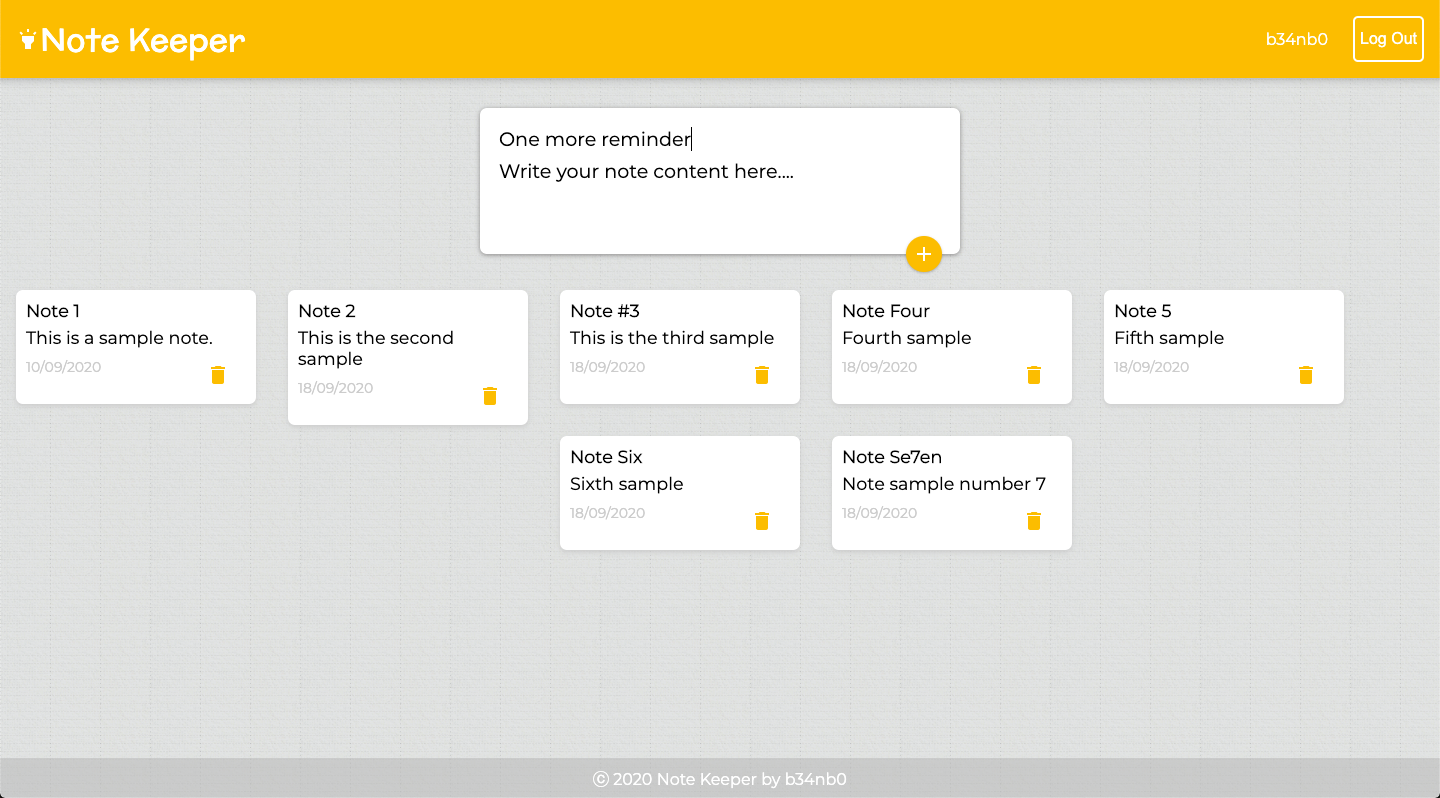 Note Keeper
b34nb0
Log Out
One more reminder
Write your note content here....
Note 1
This is a sample note.
10/09/2020
Note 2
This is the second
sample
18/09/2020
Note #3
This is the third sample
18/09/2020
Note Four
Fourth sample
18/09/2020
Note 5
Fifth sample
18/09/2020
Note Six
Sixth sample
18/09/2020
Note Se7en
Note sample number 7
18/09/2020
© 2020 Note Keeper by b34nb0